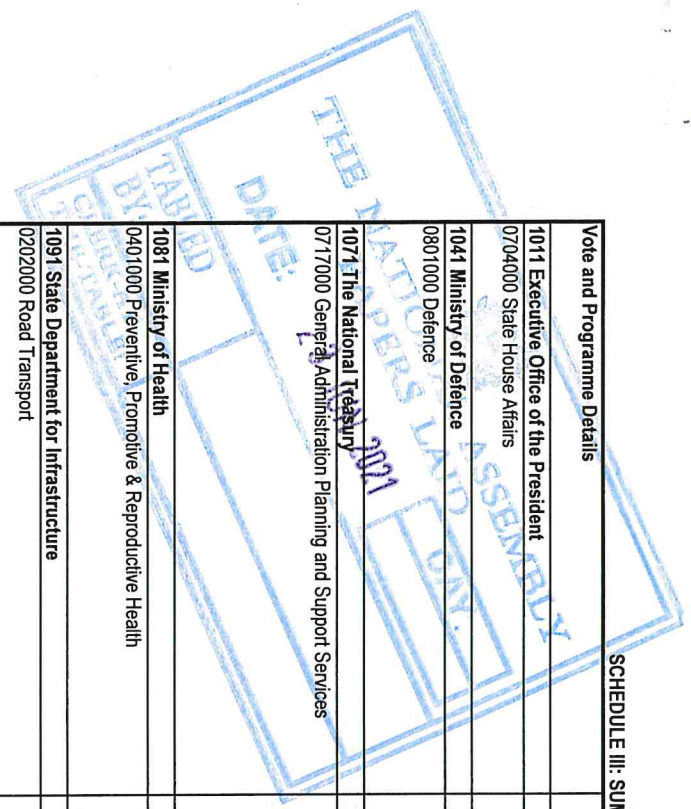 SCHEDULE III: SUM
Vote and Programme Details
1011 Executive Office of the President
0704000 State House Affairs
1041 Ministry of Defence
0801000 Defence
1071 The National Treasury
0717000 General Administration Planning and Support Services
1081 Ministry of Health
0401000 Preventive, Promotive & Reproductive Health
1091 State Department for Infrastructure
0202000 Road Transport
THE NATIONAL ASSEMBLY
PAPERS LAID
DATE:
2021
DAY.
TABLED
BY: